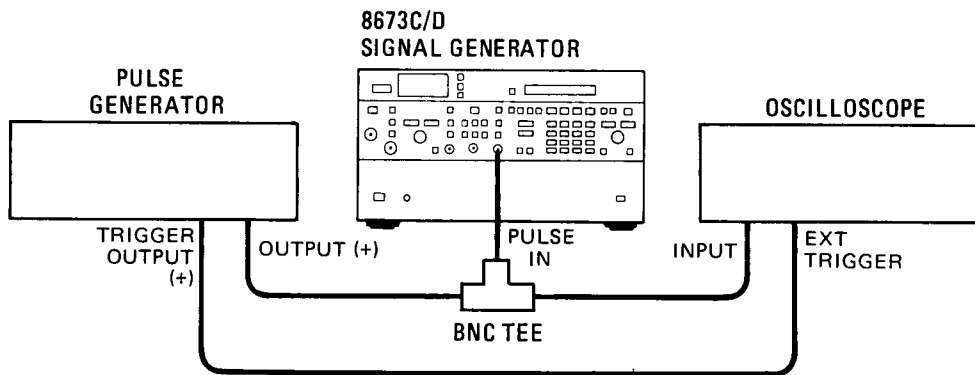 8673C/D
SIGNAL GENERATOR
PULSE
GENERATOR
OSCILLOSCOPE
TRIGGER
OUTPUT
(+)
OUTPUT (+)
PULSE
IN
INPUT
EXT
TRIGGER
BNC TEE